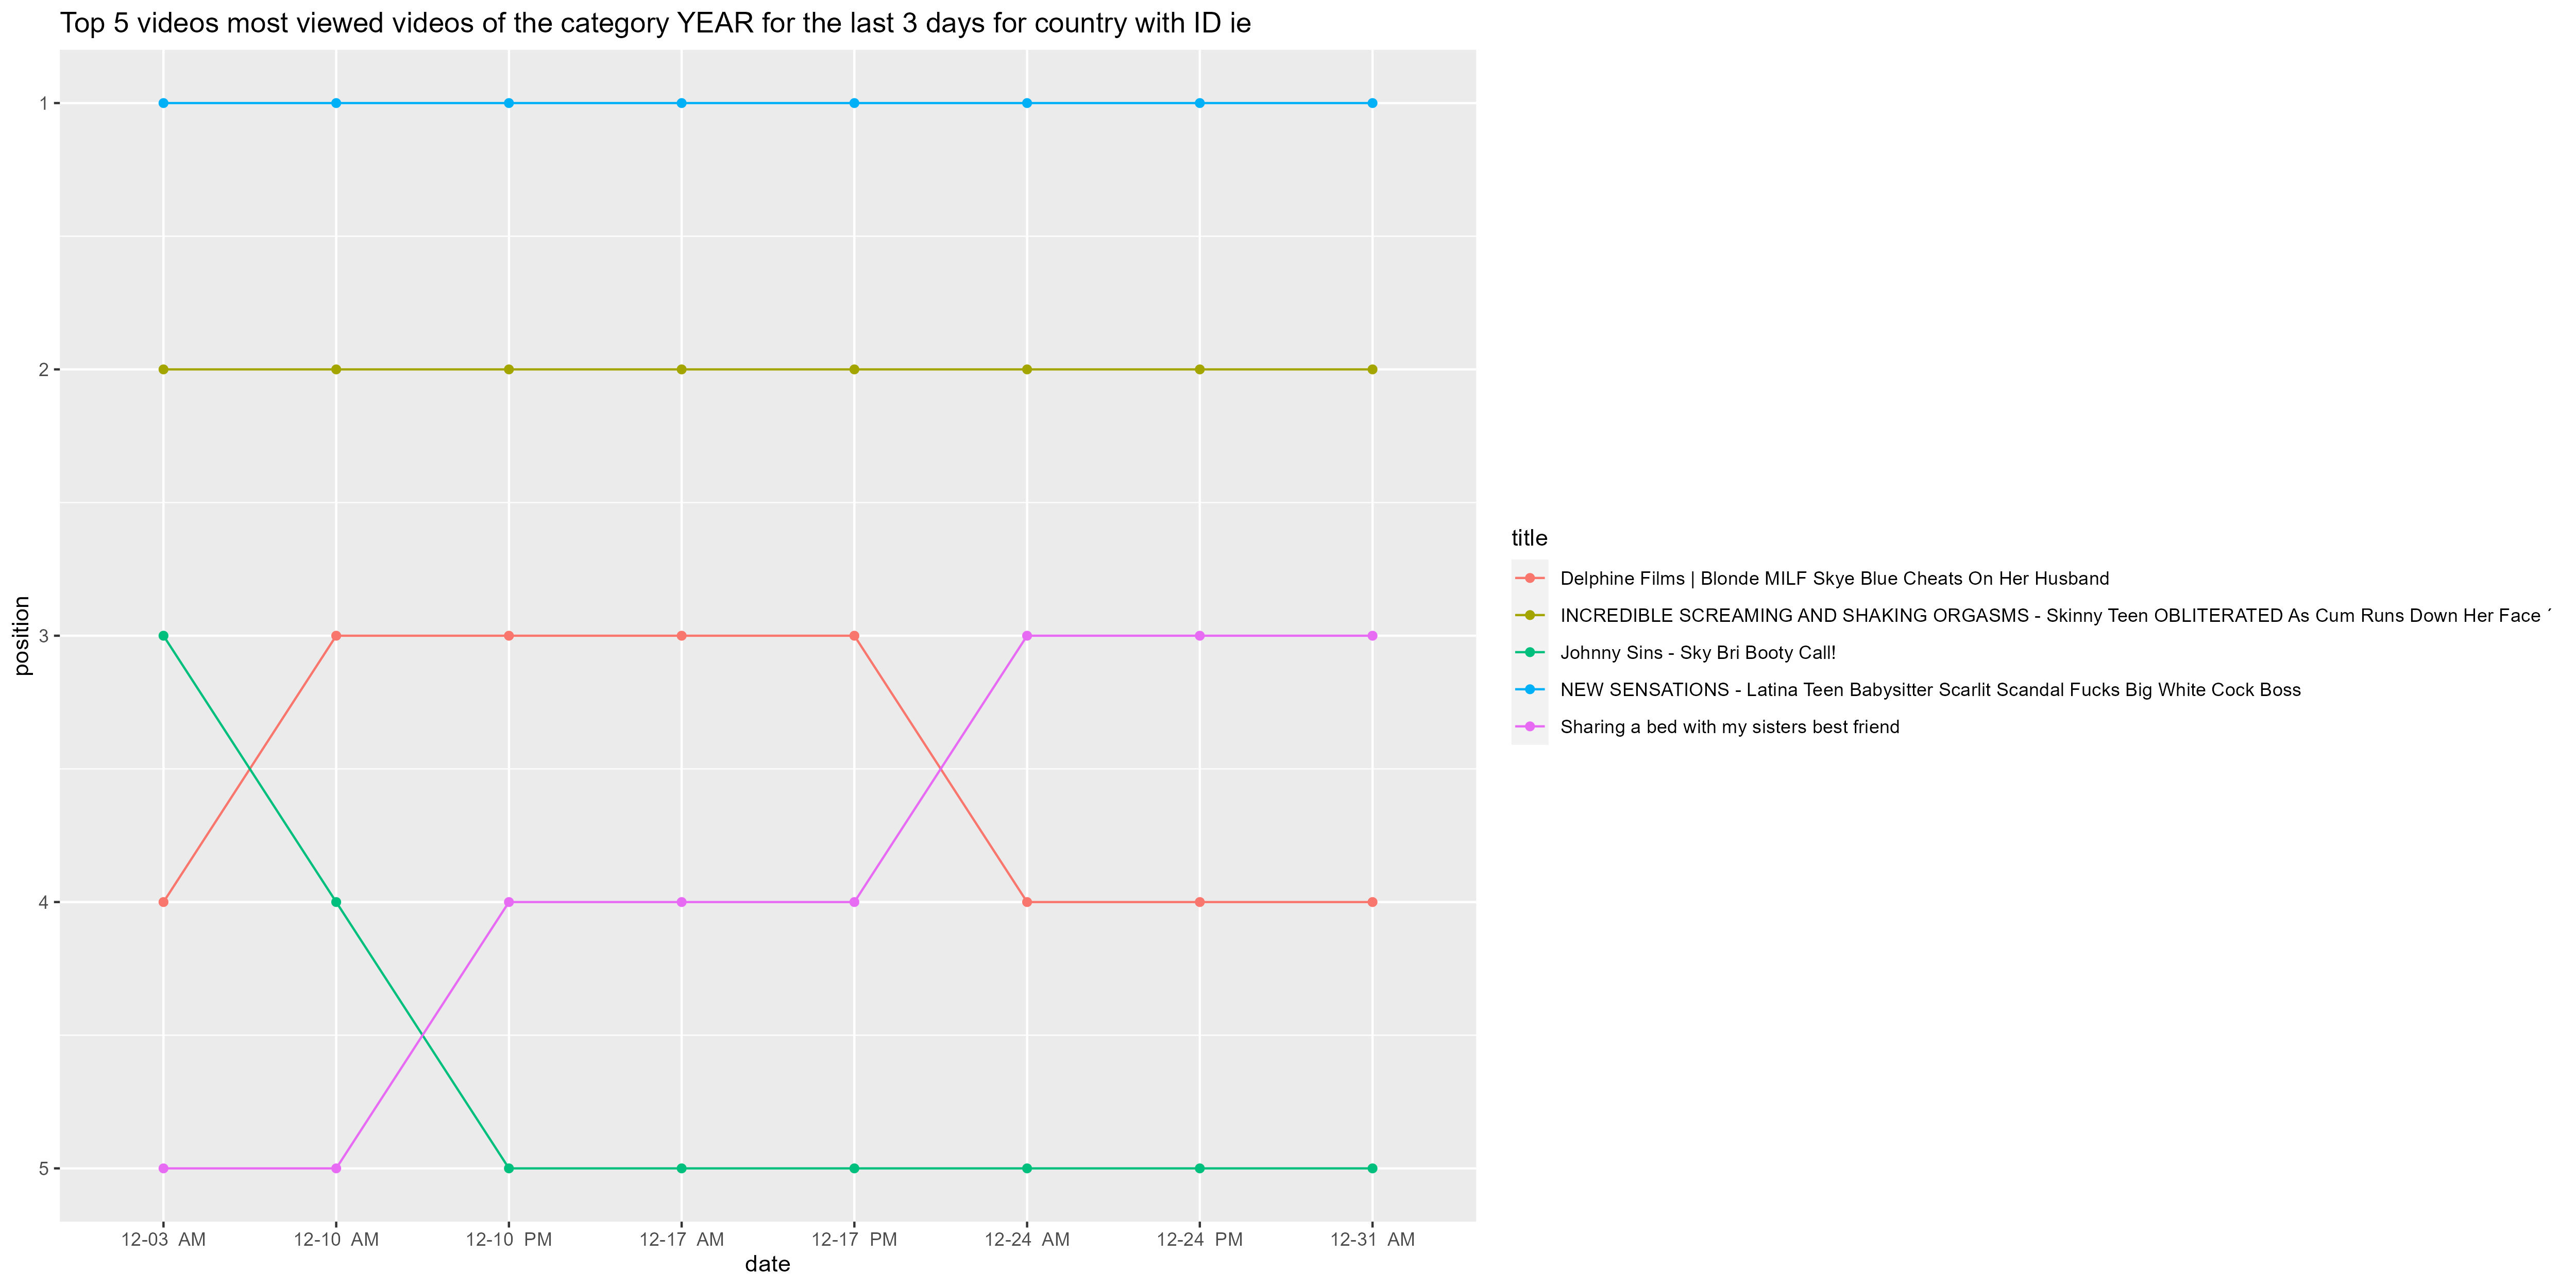 Top 5 videos most viewed videos of the category YEAR for the last 3 days for country with ID ie
position
1
2
3
4
5
12-03 AM
12-10 AM
12-10 PM
12-17 AM
12-17 PM
12-24 AM
12-24 PM
12-31 AM
date
title
Delphine Films | Blonde MILF Skye Blue Cheats On Her Husband
INCREDIBLE SCREAMING AND SHAKING ORGASMS - Skinny Teen OBLITERATED As Cum Runs Down Her Face
Johnny Sins - Sky Bri Booty Call!
NEW SENSATIONS - Latina Teen Babysitter Scarlit Scandal Fucks Big White Cock Boss
Sharing a bed with my sisters best friend